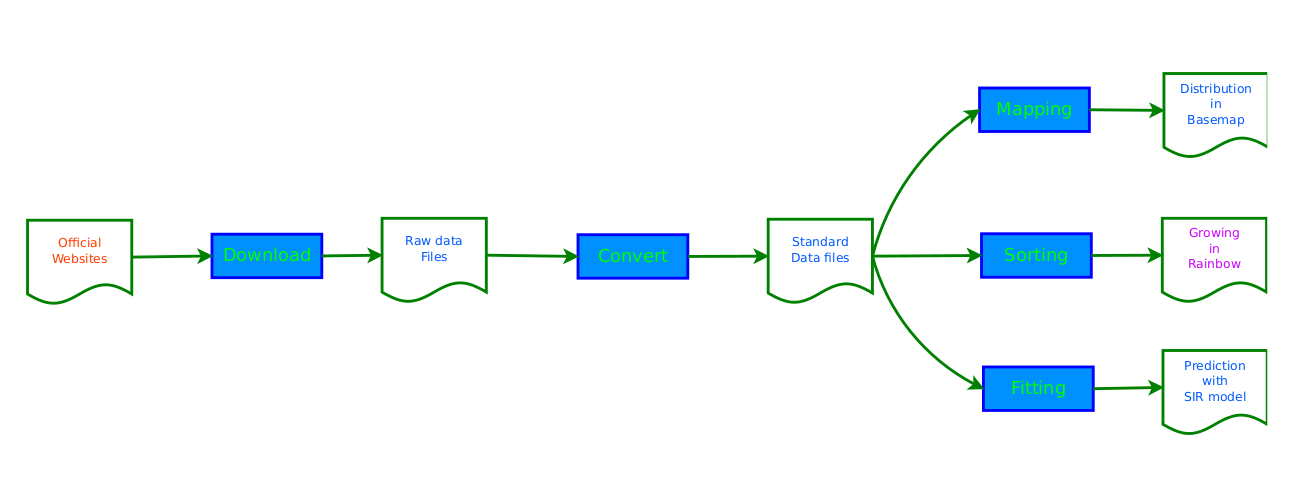 Official
Websites
Download
Raw data
Files
Convert
Standard
Data files
Mapping
Distribution
in
Basemap
Sorting
Growing
in
Rainbow
Fitting
Prediction
with
SIR model